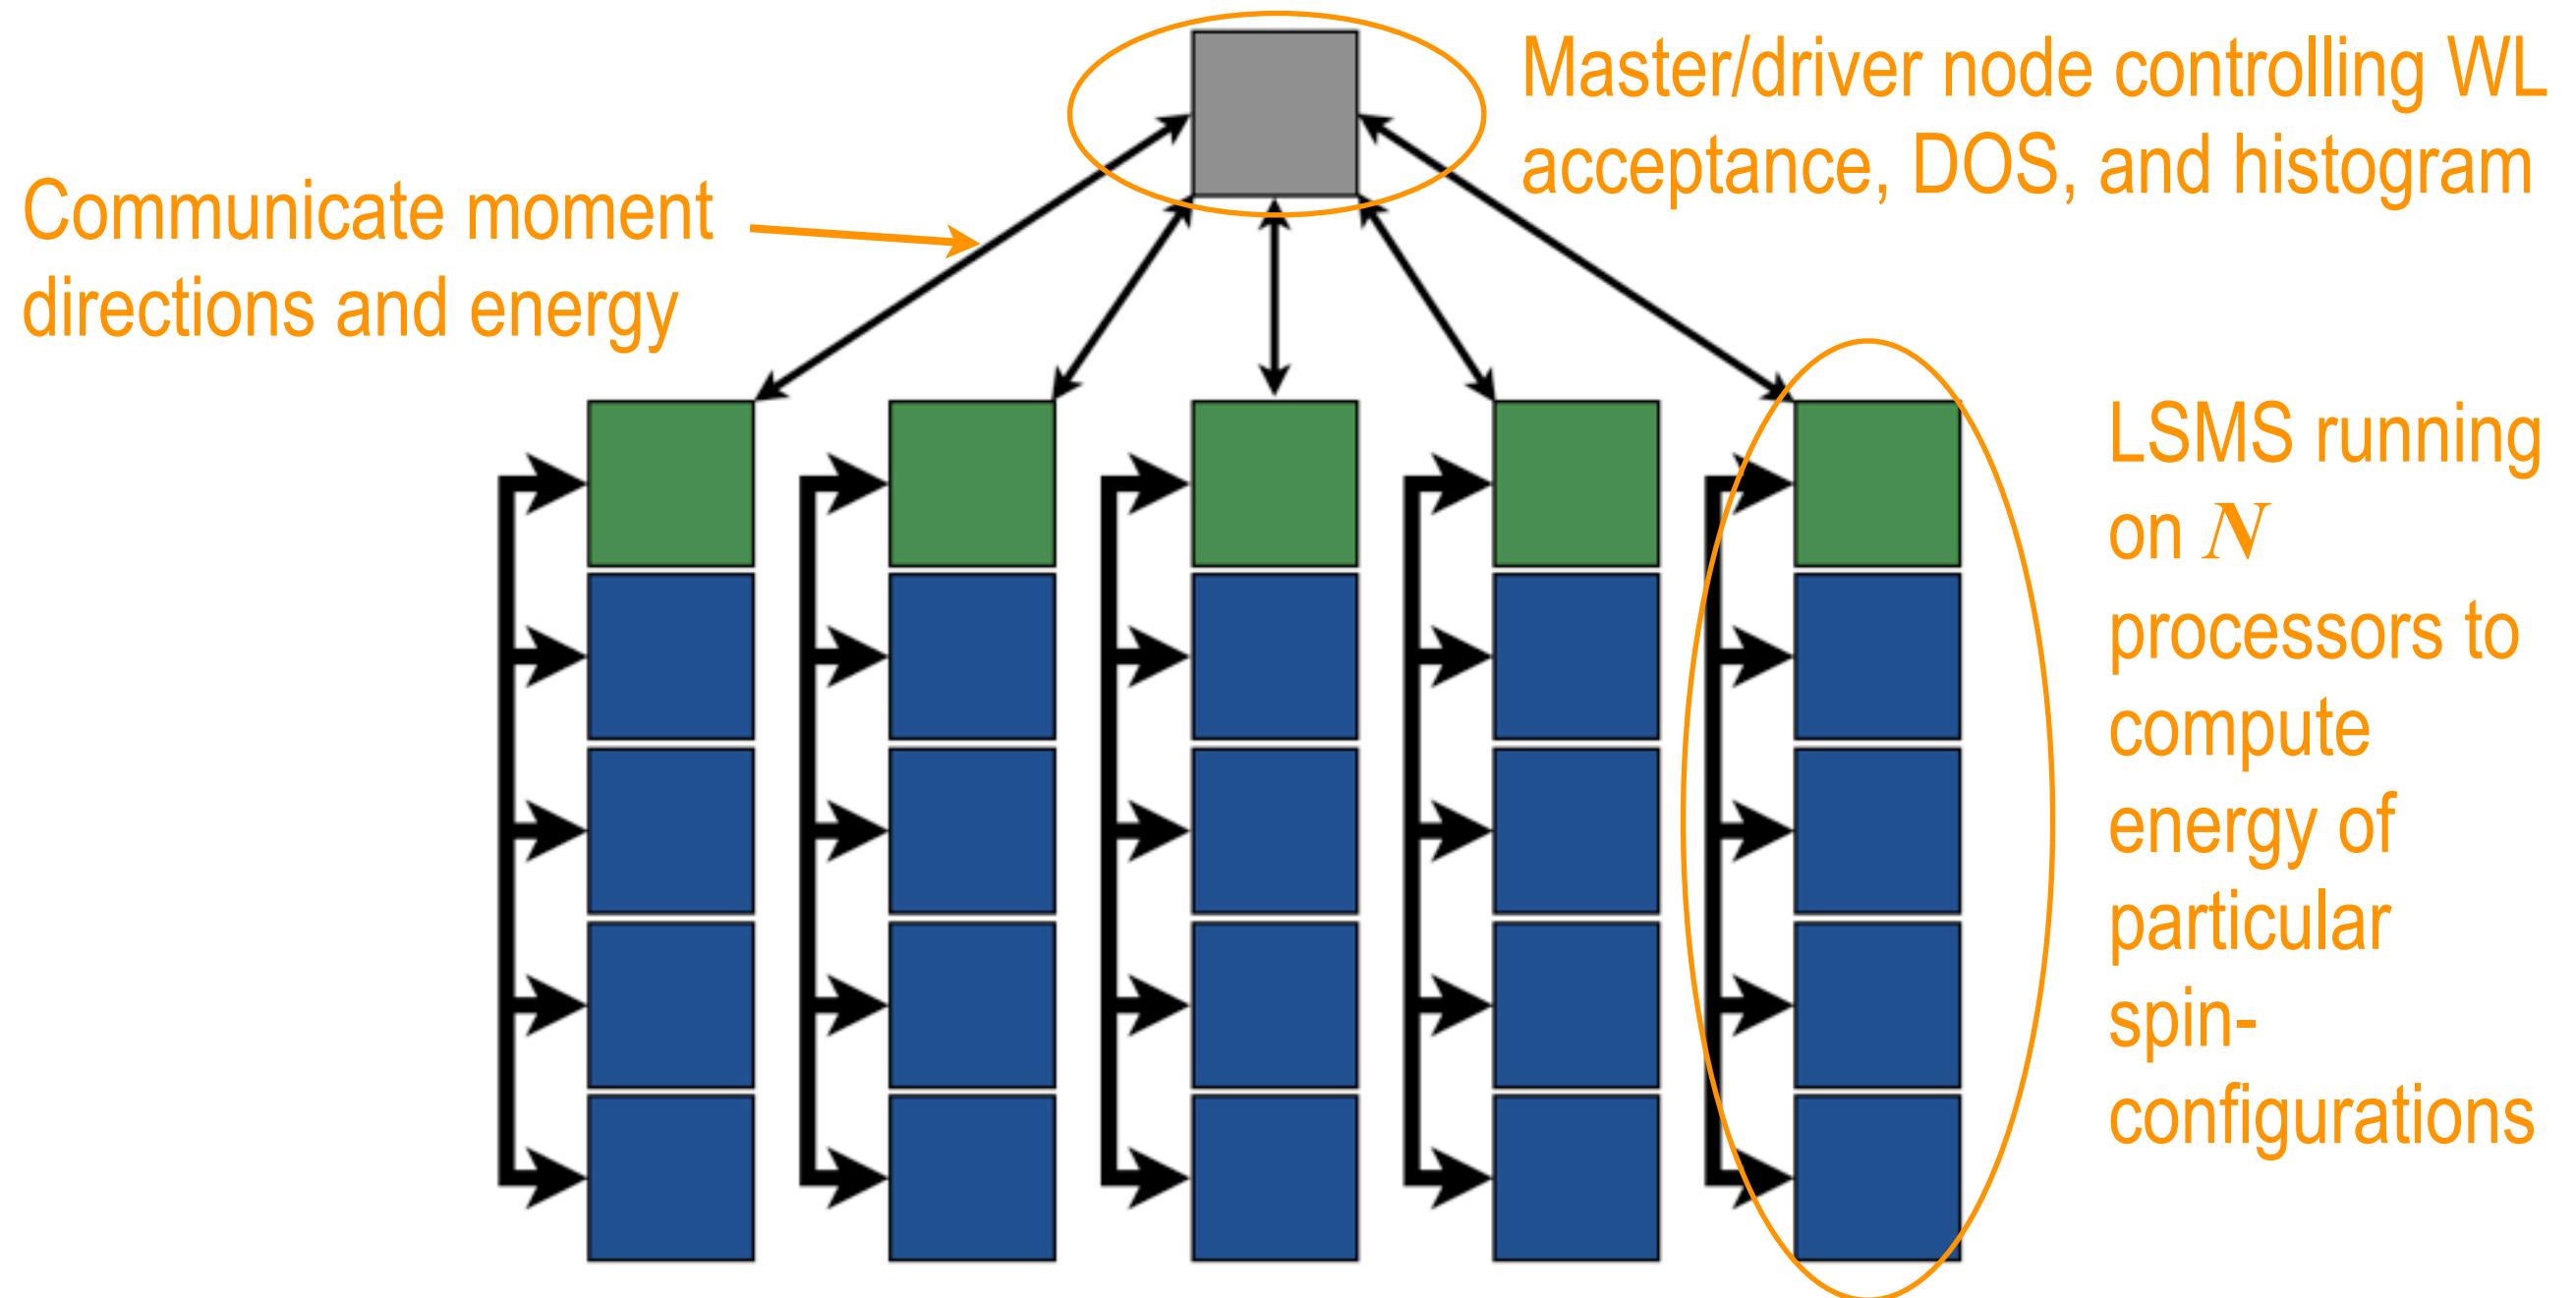 Master/driver node controlling WL
acceptance, DOS, and histogram
Communicate moment
directions and energy
LSMS running
on N
processors to
compute
energy of
particular
spin-
configurations